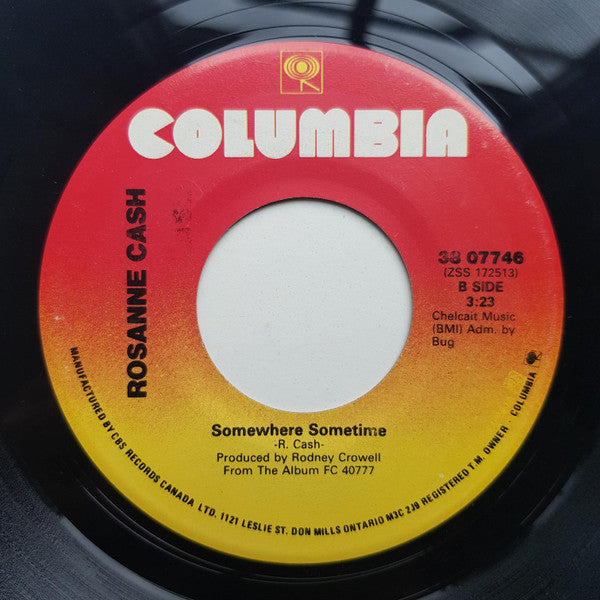 COLUMBIA
ROSANNE CASH
38 07746
(ZSS 172513)
B SIDE
3:23
Chelcait Music
(BMI) Adm. by
Bug
Somewhere Sometime
-R. Cash-
Produced by Rodney Crowell
From The Album FC 40777
MANUFACTURED BY CBS RECORDS CANADA LTD. 1121 LESLIE ST. DON MILLS ONTARIO M3C 2J9 REGISTERED T.M. OWNER - COLUMBIA